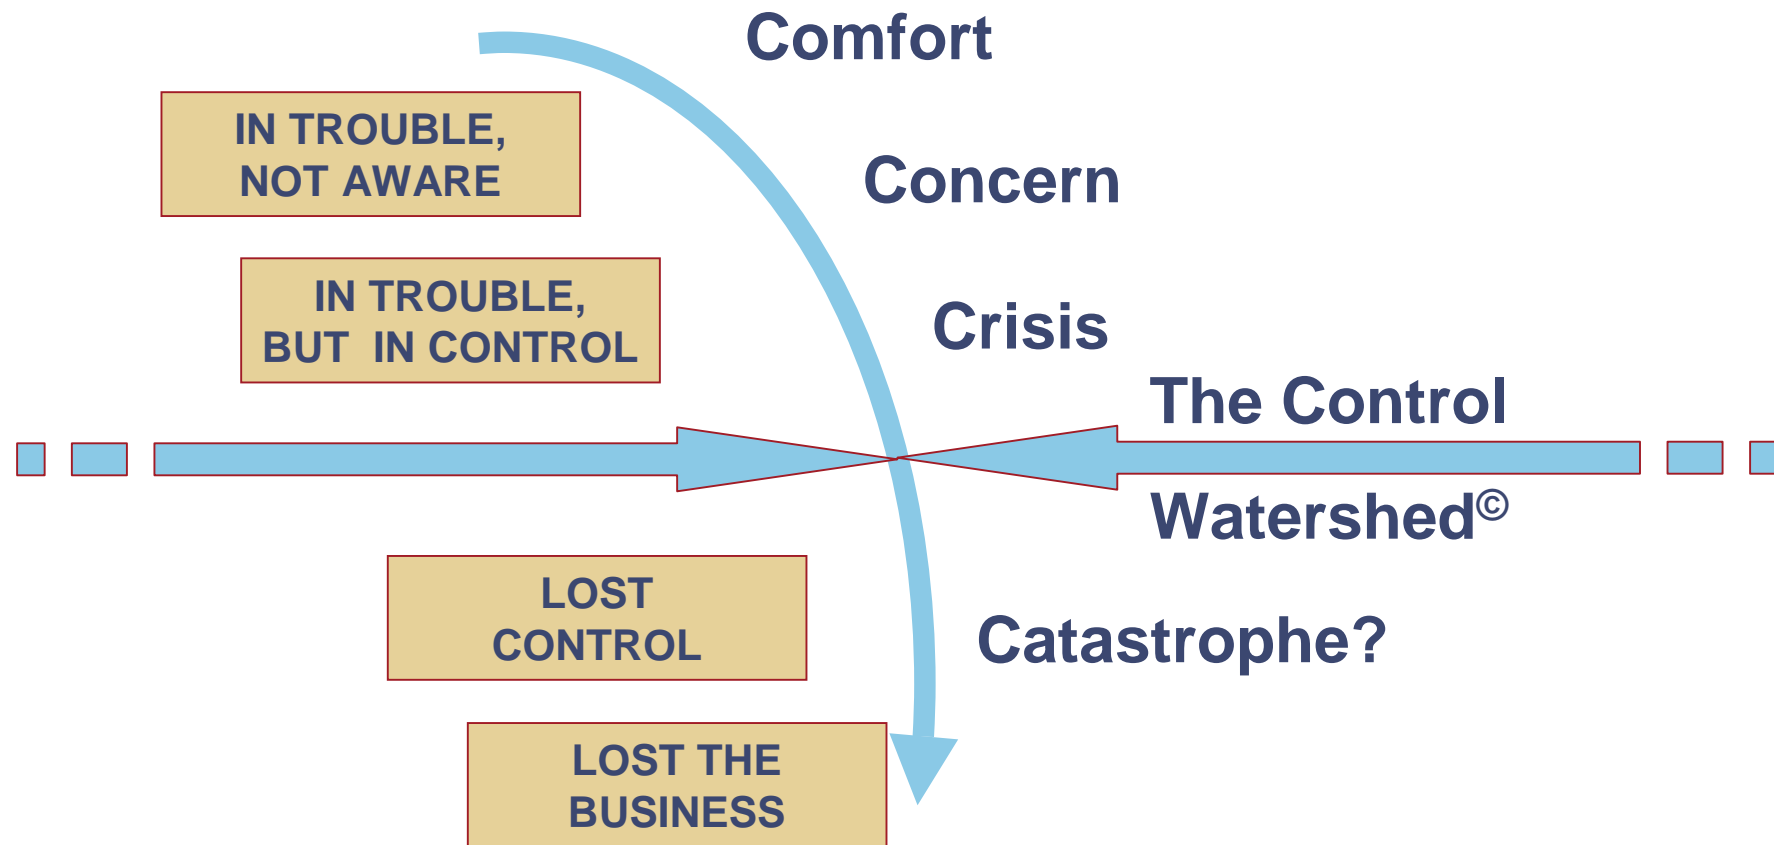 Comfort
IN TROUBLE,
NOT AWARE
Concern
IN TROUBLE,
BUT IN CONTROL
Crisis
The Control
Watershed©
LOST
CONTROL
Catastrophe?
LOST THE
BUSINESS